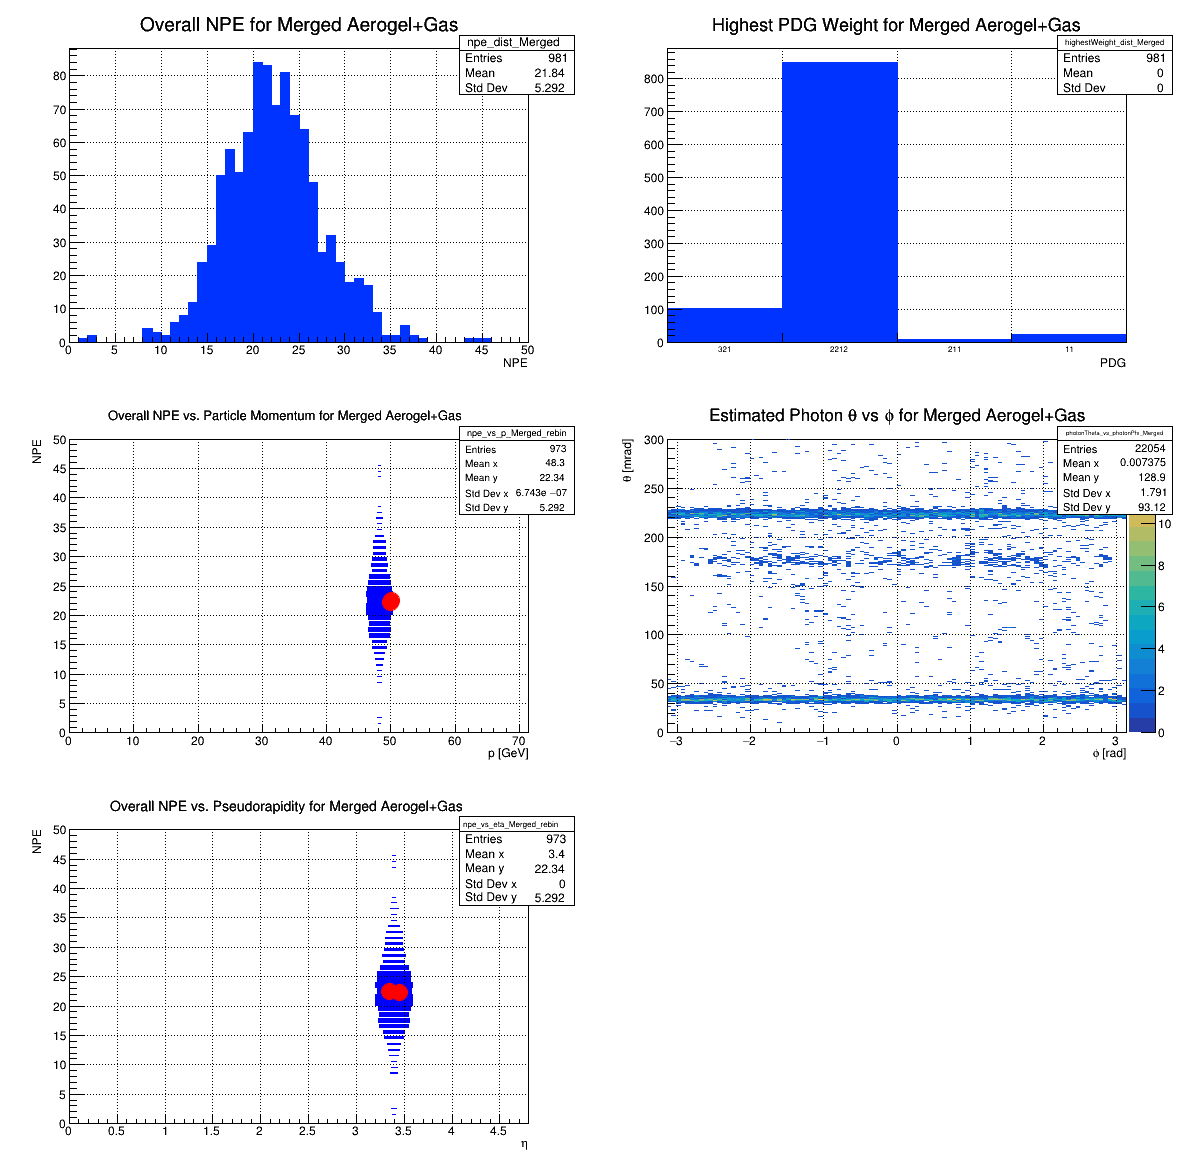 Overall NPE for Merged Aerogel+Gas
npe_dist_Merged
Entries 981
Mean 21.84
Std Dev 5.292
80
70
60
50
40
30
20
10
0
0 5 10 15 20 25 30 35 40 45 50
NPE
Highest PDG Weight for Merged Aerogel+Gas
highestWeight_dist_Merged
Entries 981
Mean 0
Std Dev 0
800
700
600
500
400
300
200
100
0
321 2212 211 11
PDG
Overall NPE vs. Particle Momentum for Merged Aerogel+Gas
npe_vs_p_Merged_rebin
Entries 973
Mean x 48.3
Mean y 22.34
Std Dev x 6.743e −07
Std Dev y 5.292
NPE
50
45
40
35
30
25
20
15
10
5
0
0 10 20 30 40 50 60 70
p [GeV]
Estimated Photon θ vs ϕ for Merged Aerogel+Gas
photonTheta_vs_photonPhi_Merged
Entries 22054
Mean x 0.007375
Mean y 128.9
Std Dev x 1.791
Std Dev y 93.12
θ [mrad]
300
250
200
150
100
50
0
−3 −2 −1 0 1 2 3
ϕ [rad]
10
8
6
4
2
0
Overall NPE vs. Pseudorapidity for Merged Aerogel+Gas
npe_vs_eta_Merged_rebin
Entries 973
Mean x 3.4
Mean y 22.34
Std Dev x 0
Std Dev y 5.292
NPE
50
45
40
35
30
25
20
15
10
5
0
0 0.5 1 1.5 2 2.5 3 3.5 4 4.5
η